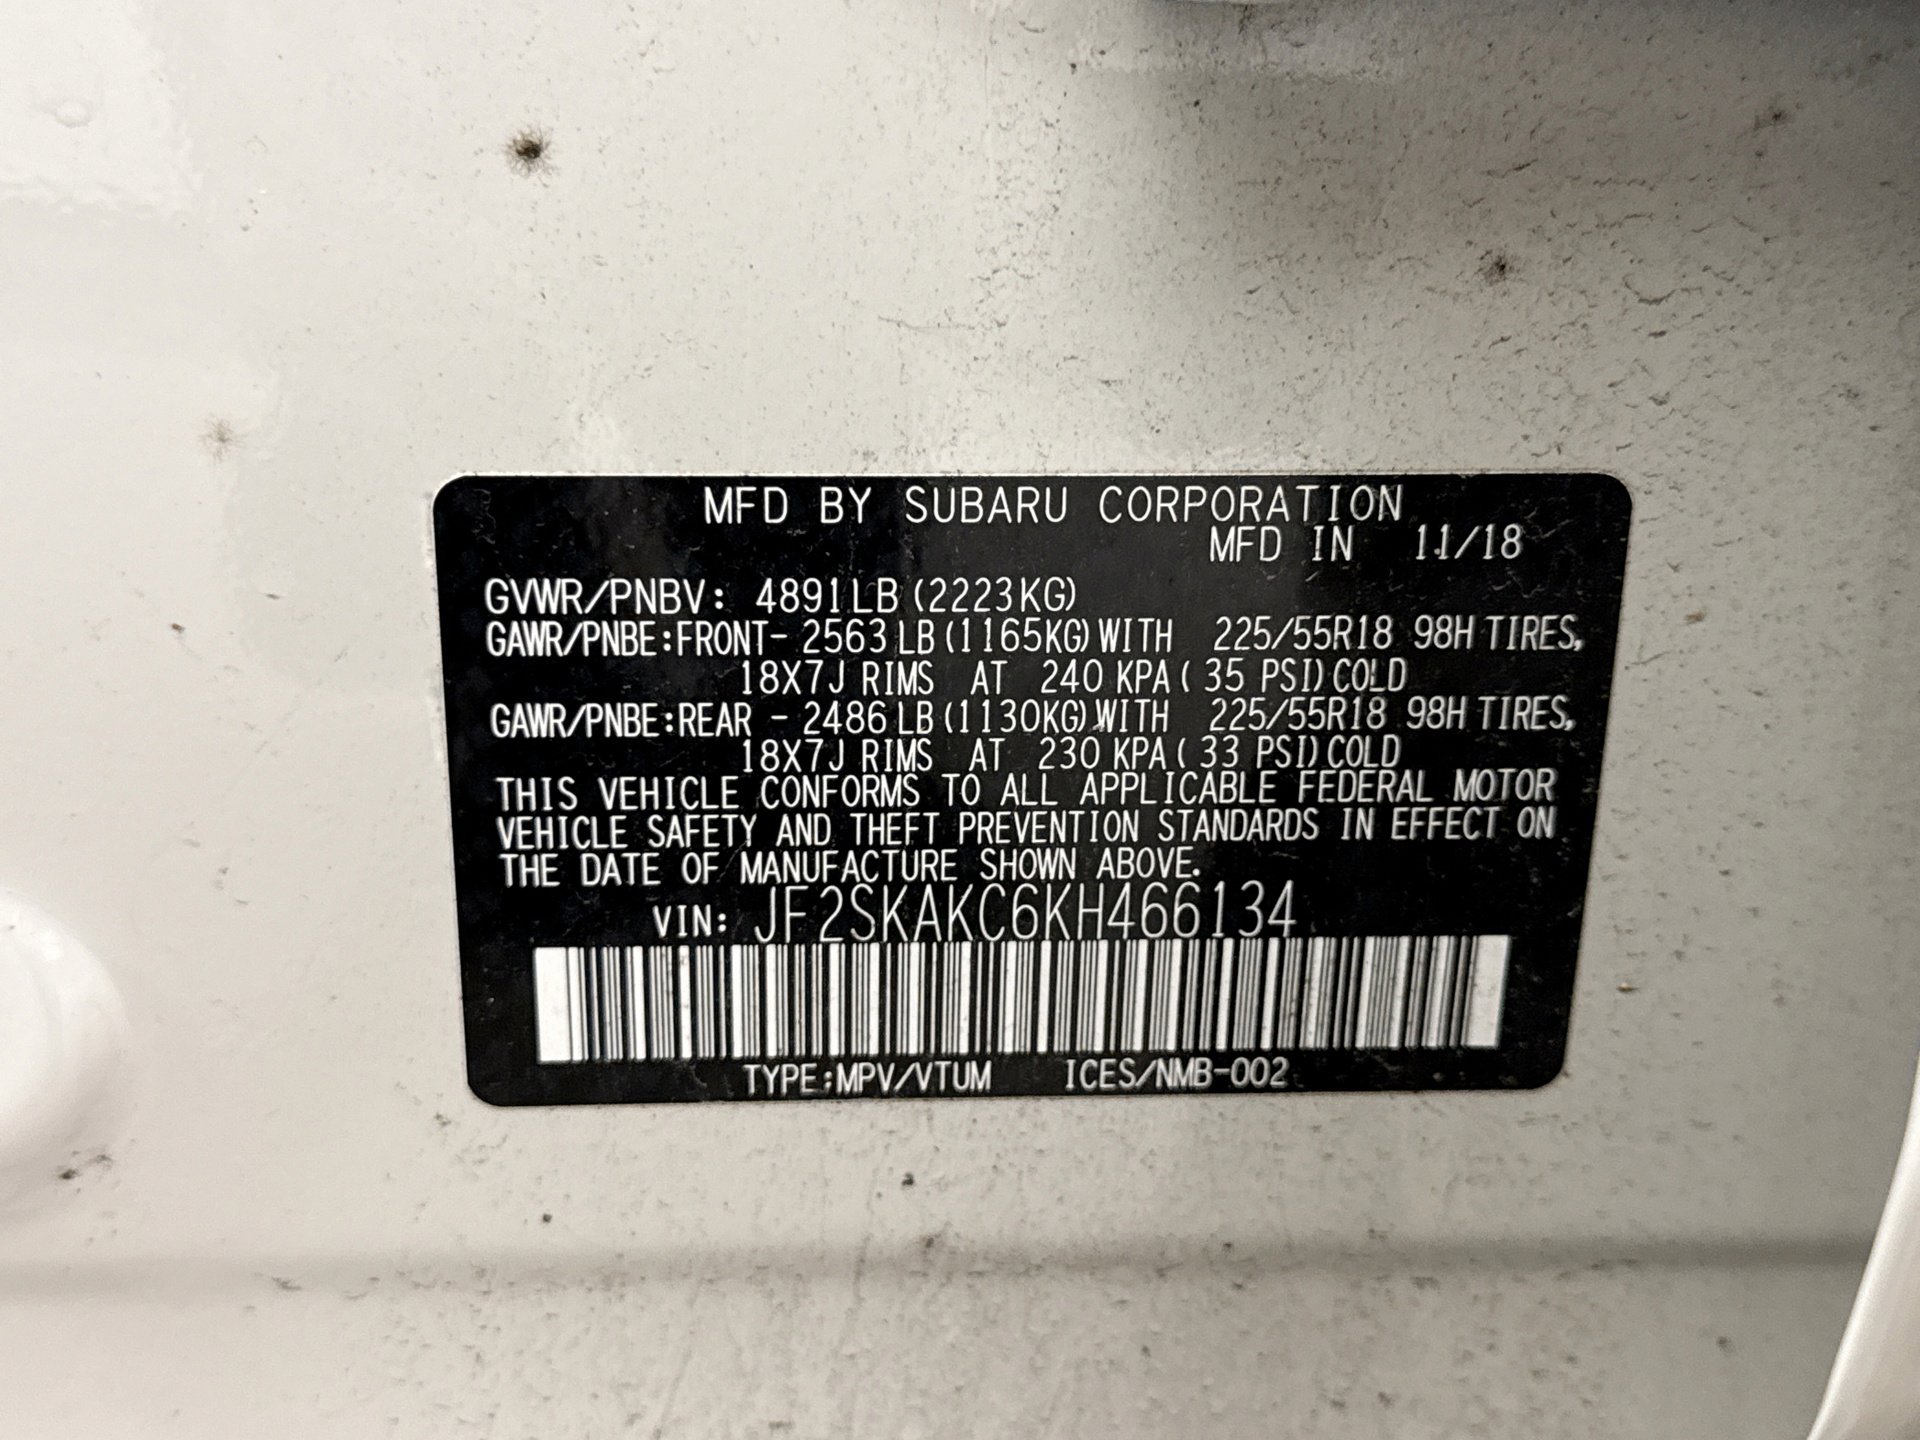 MFD BY SUBARU CORPORATION
MFD IN 11/18
GVWR/PNBV: 4891LB (2223KG)
GAWR/PNBE:FRONT- 2563 LB (1165KG) WITH 225/55R18 98H TIRES,
18X7J RIMS AT 240 KPA ( 35 PSI) COLD
GAWR/PNBE:REAR - 2486 LB (1130KG) WITH 225/55R18 98H TIRES,
18X7J RIMS AT 230 KPA ( 33 PSI) COLD
THIS VEHICLE CONFORMS TO ALL APPLICABLE FEDERAL MOTOR
VEHICLE SAFETY AND THEFT PREVENTION STANDARDS IN EFFECT ON
THE DATE OF MANUFACTURE SHOWN ABOVE.
VIN: JF2SKAKC6KH466134
TYPE:MPV/VTUM ICES/NMB-002